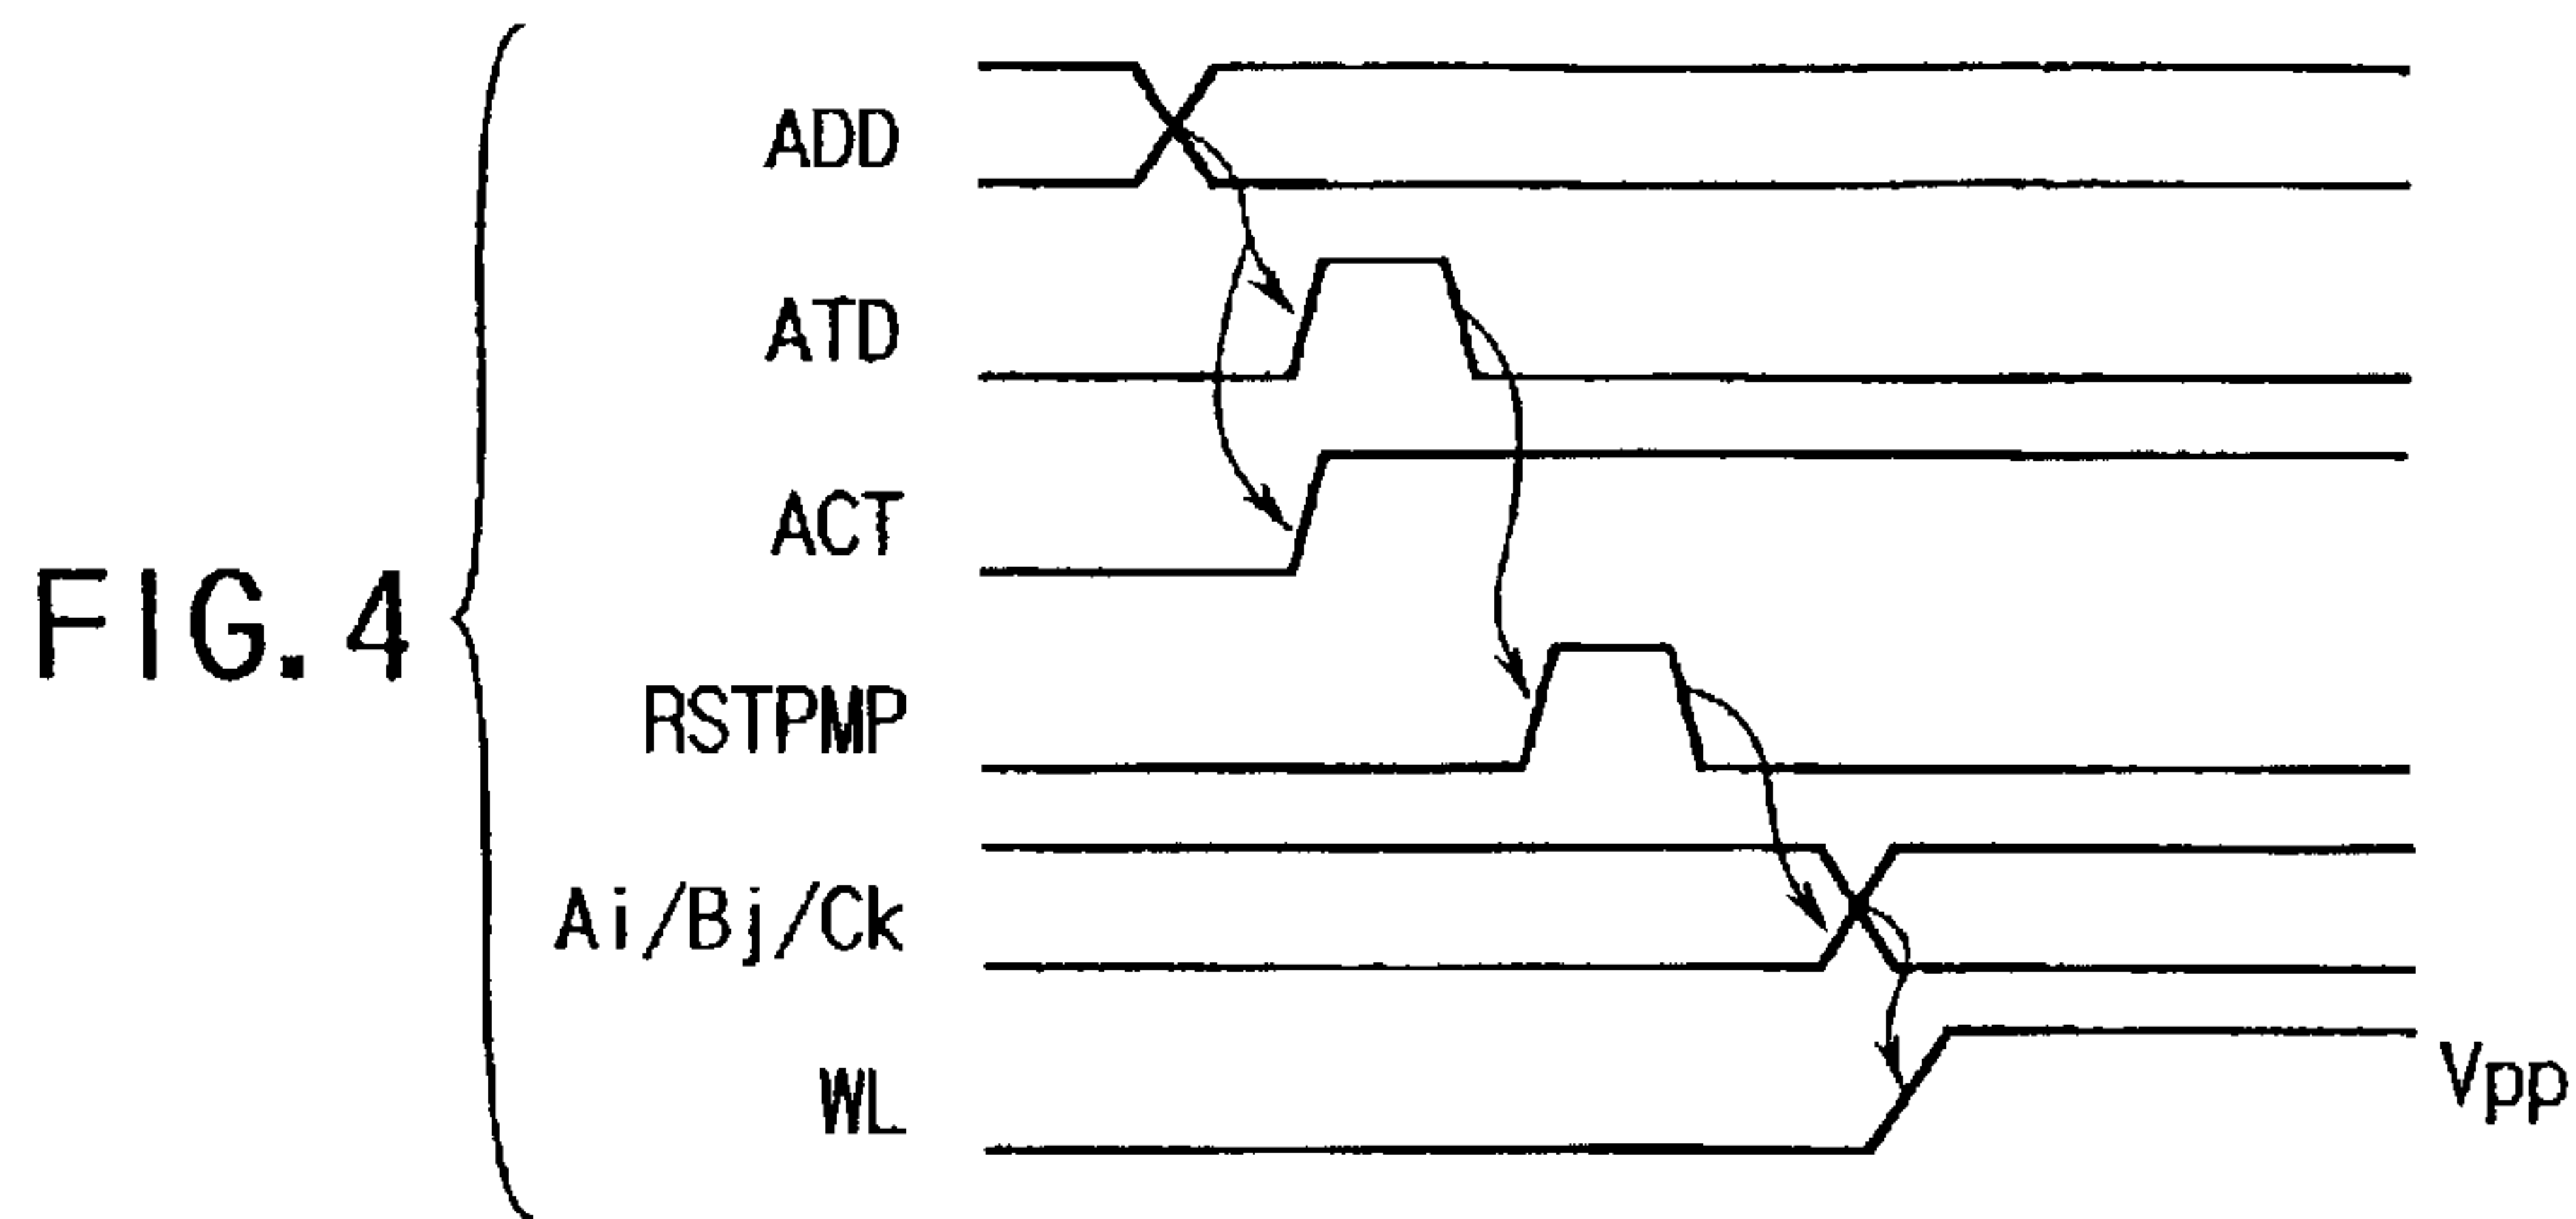 FIG.4
ADD
ATD
ACT
RSTPMP
Ai/Bj/Ck
WL
Vpp